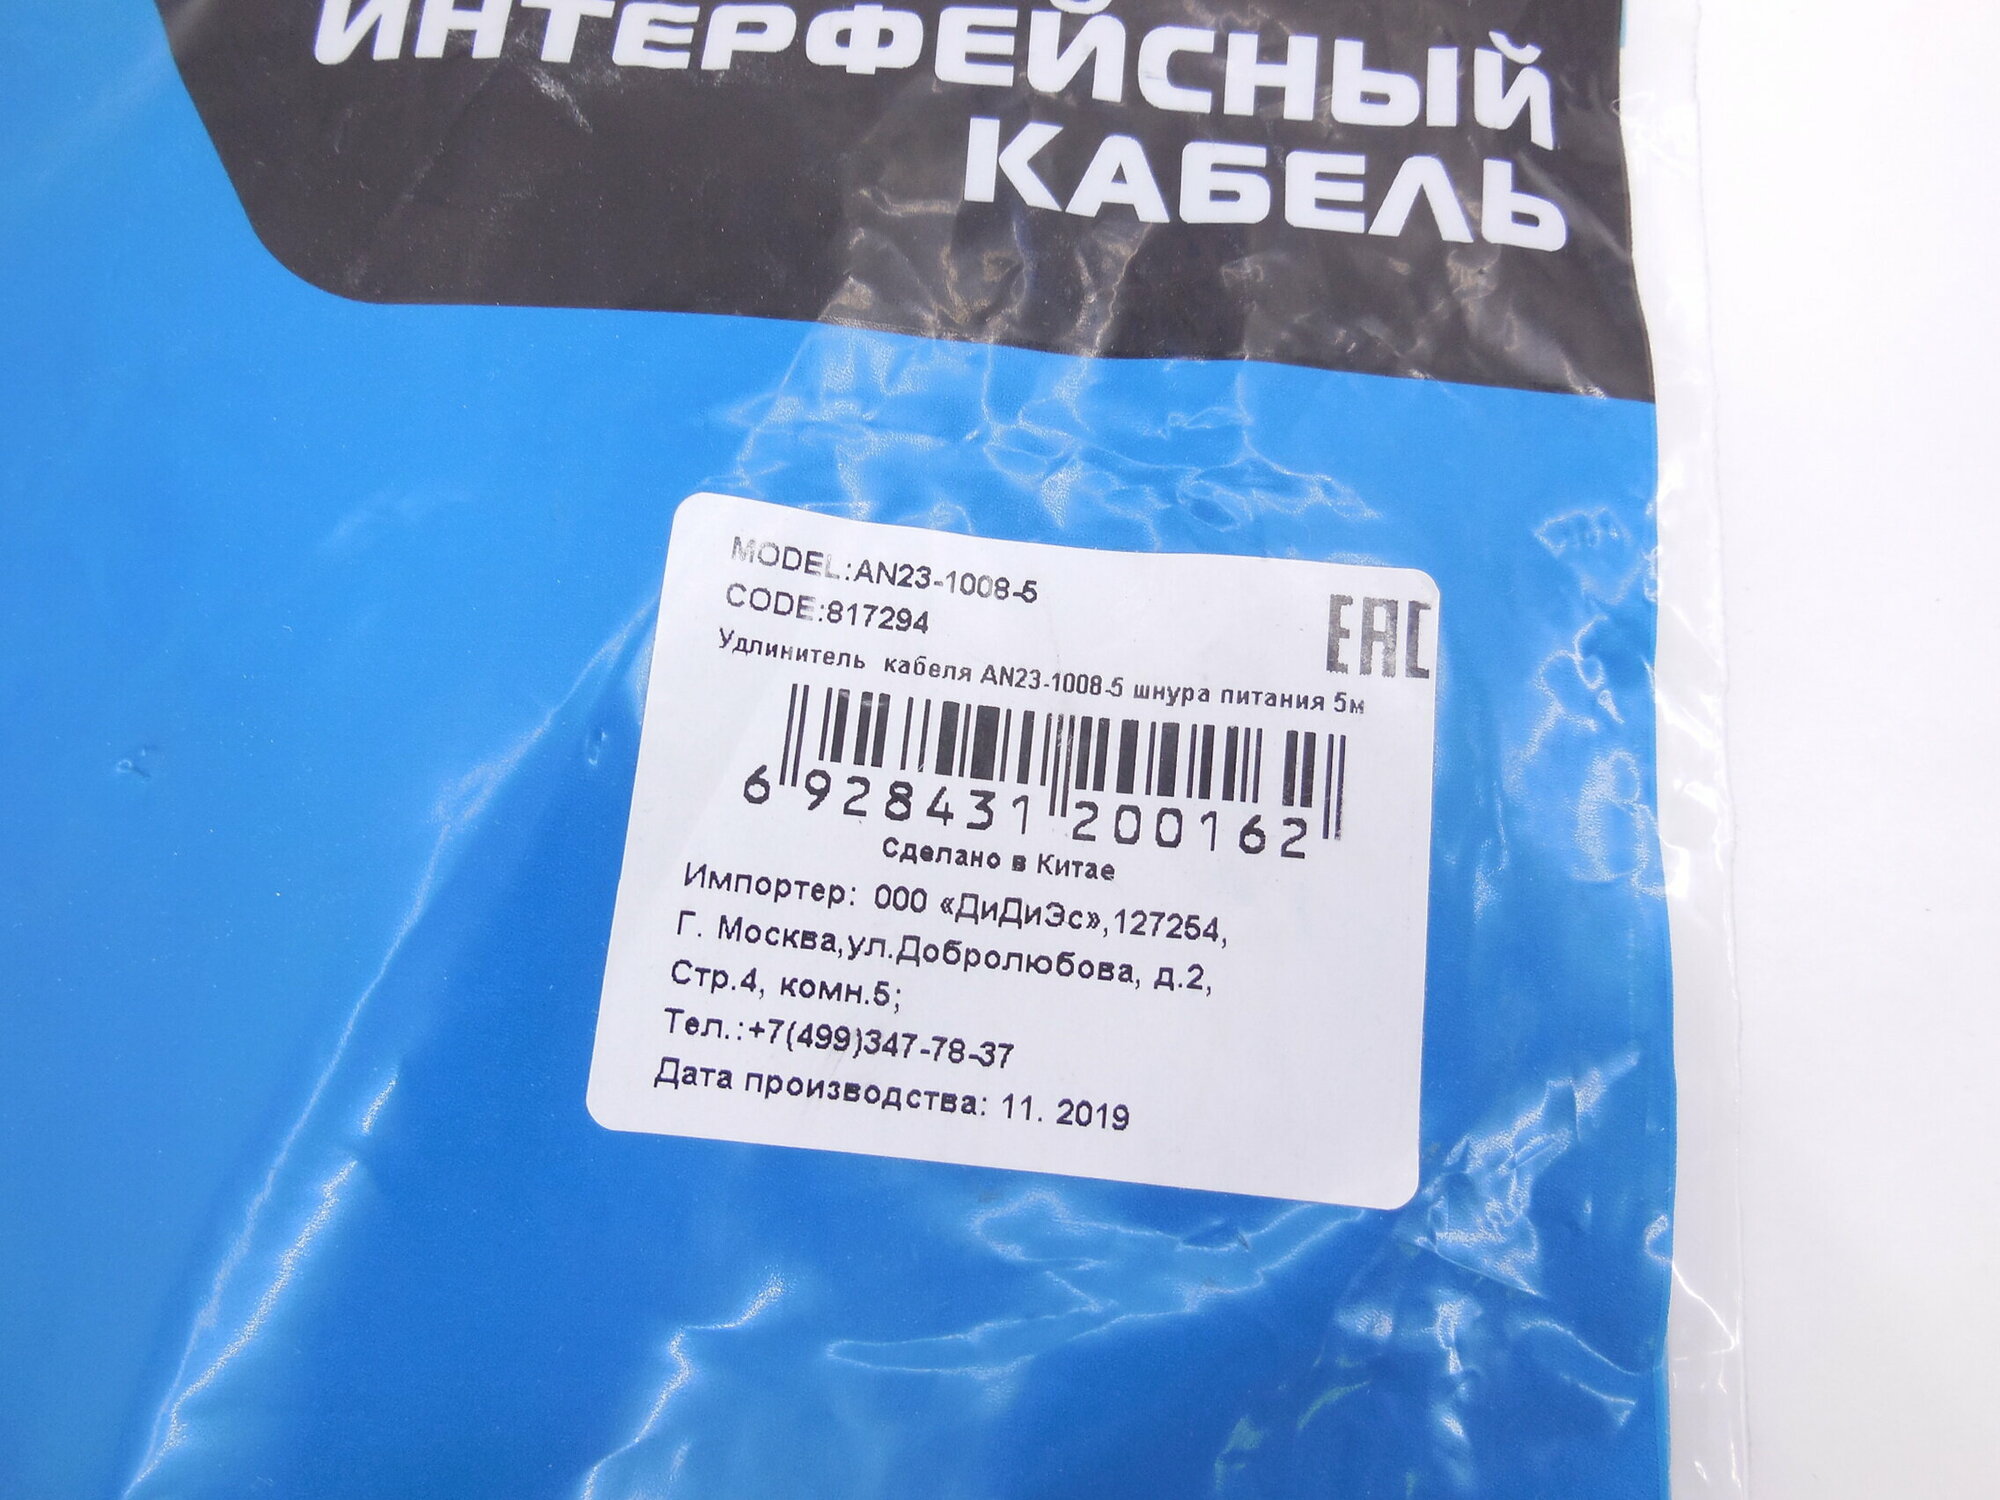 ИНТЕРФЕЙСНЫЙ
КАБЕЛЬ
MODEL:AN23-1008-5
CODE:817294
EAC
Удлинитель кабеля AN23-1008-5 шнура питания 5м
6 928431 200162
Сделано в Китае
Импортер: ООО «ДиДиЭс»,127254,
Г. Москва,ул.Добролюбова, д.2,
Стр.4, комн.5;
Тел.:+7(499)347-78-37
Дата производства: 11. 2019